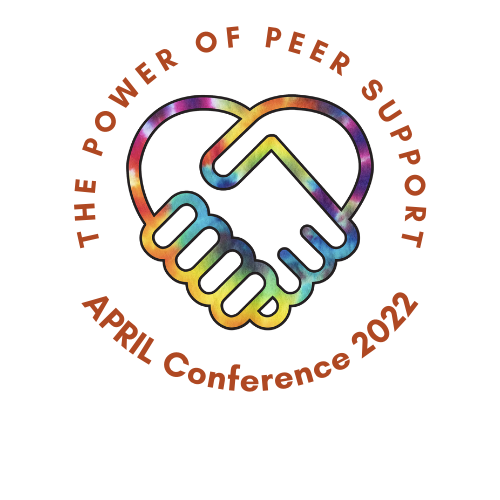 THE POWER OF PEER SUPPORT
APRIL Conference 2022